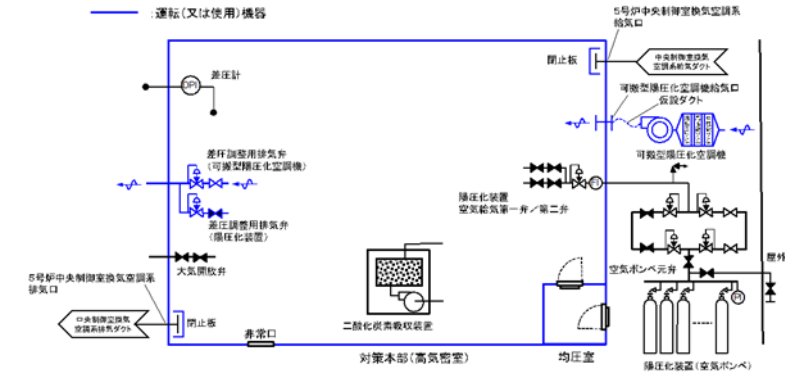 :運転(又は使用)機器
5号炉中央制御室換気空調系
給気口
閉止板
中央制御室換気
空調系給気ダクト
差圧計
DPI
可搬型陽圧化空調機給気口
仮設ダクト
可搬型陽圧化空調機
差圧調整用排気弁
(可搬型陽圧化空調機)
陽圧化装置
空気給気第一弁/第二弁
FI
差圧調整用排気弁
(陽圧化装置)
大気開放弁
5号炉中央制御室換気空調系
排気口
空気ボンベ元弁
屋外
PI
中央制御室換気
空調系排気ダクト
閉止板
非常口
二酸化炭素吸収装置
対策本部(高気密室)
均圧室
陽圧化装置(空気ボンベ)